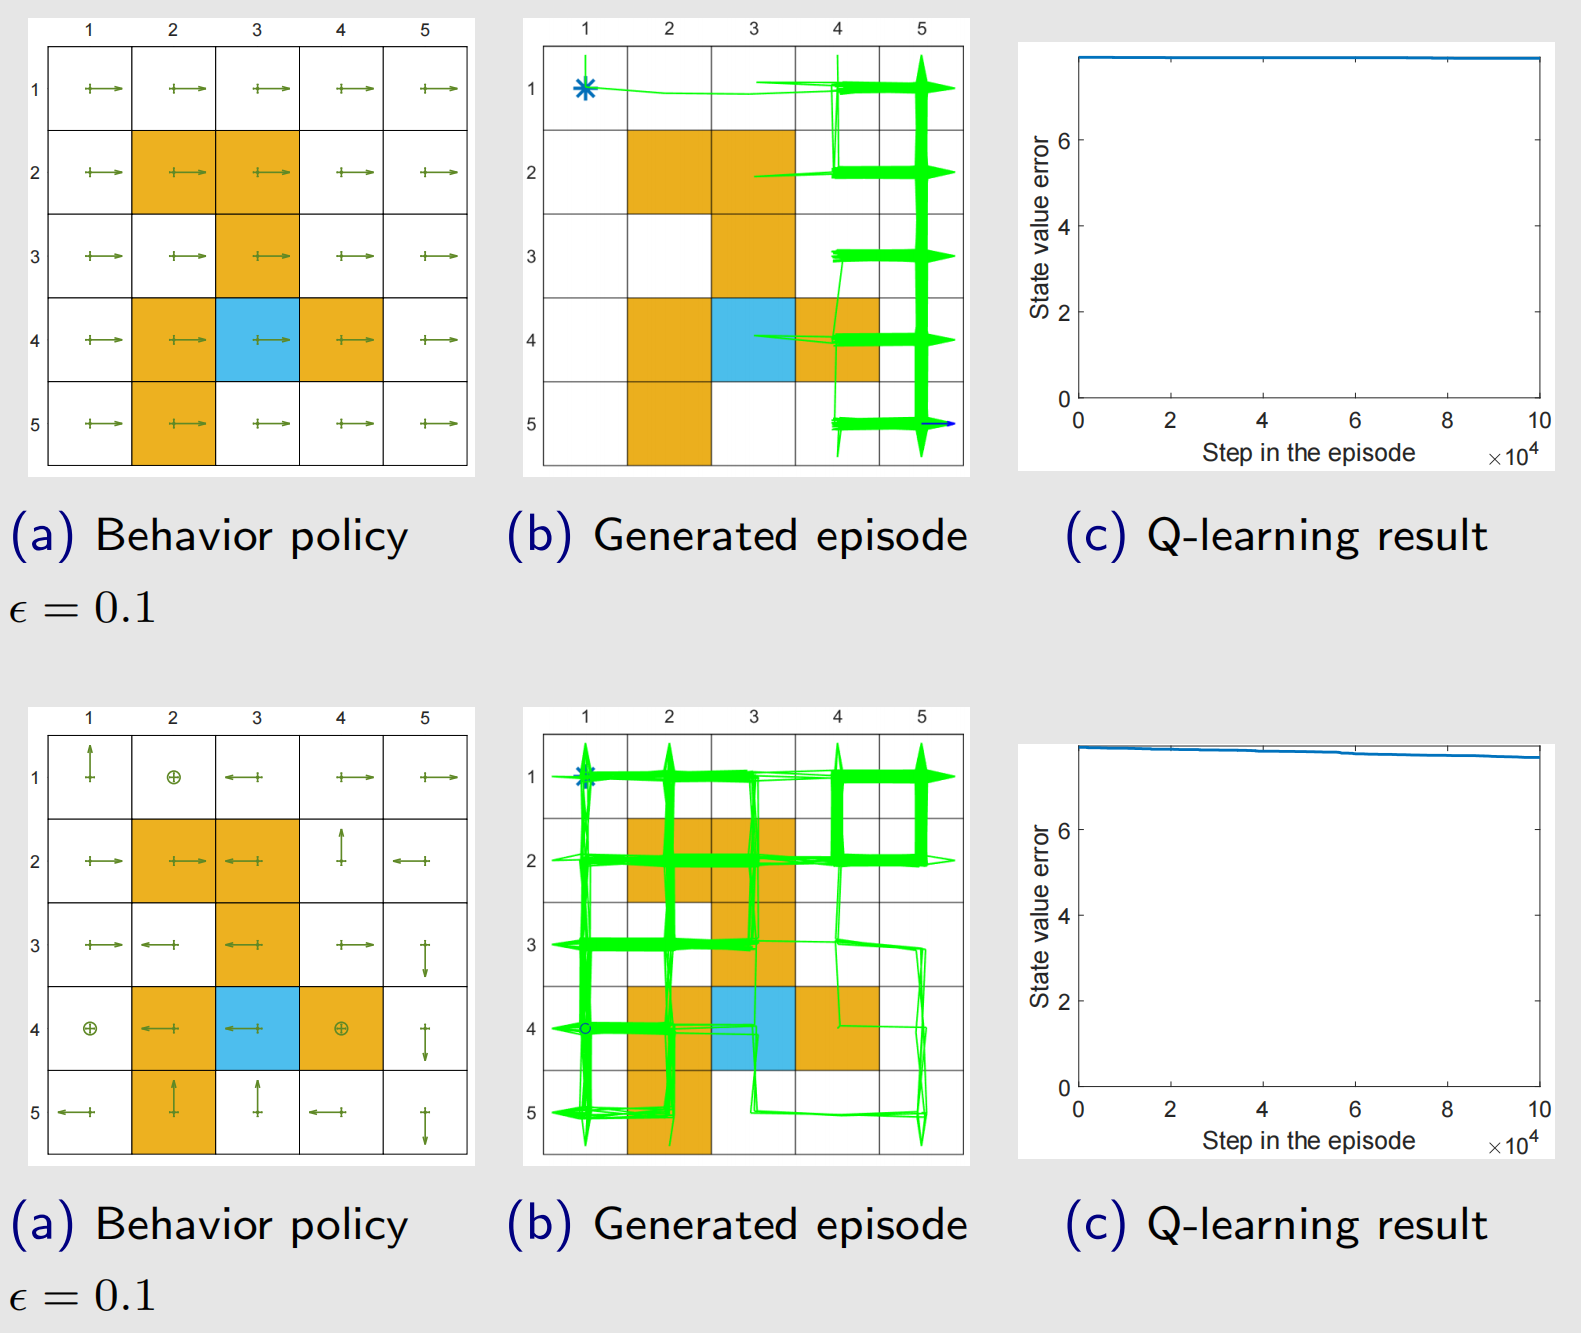 1 2 3 4 5
1
2
3
4
5
1 2 3 4 5
1
2
3
4
5
State value error
6
4
2
0
0 2 4 6 8 10
Step in the episode ×10⁴
(a) Behavior policy
(b) Generated episode
(c) Q-learning result
ϵ = 0.1
1 2 3 4 5
1
2
3
4
5
1 2 3 4 5
1
2
3
4
5
State value error
6
4
2
0
0 2 4 6 8 10
Step in the episode ×10⁴
(a) Behavior policy
(b) Generated episode
(c) Q-learning result
ϵ = 0.1